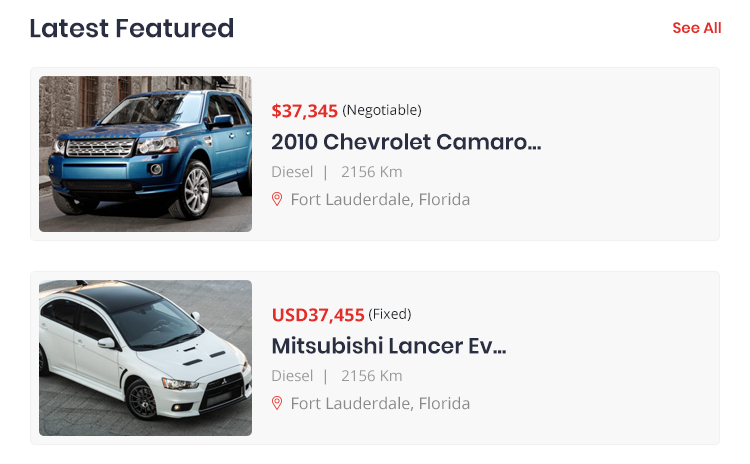 Latest Featured
See All
$37,345 (Negotiable)
2010 Chevrolet Camaro...
Diesel | 2156 Km
Fort Lauderdale, Florida
USD37,455 (Fixed)
Mitsubishi Lancer Ev...
Diesel | 2156 Km
Fort Lauderdale, Florida